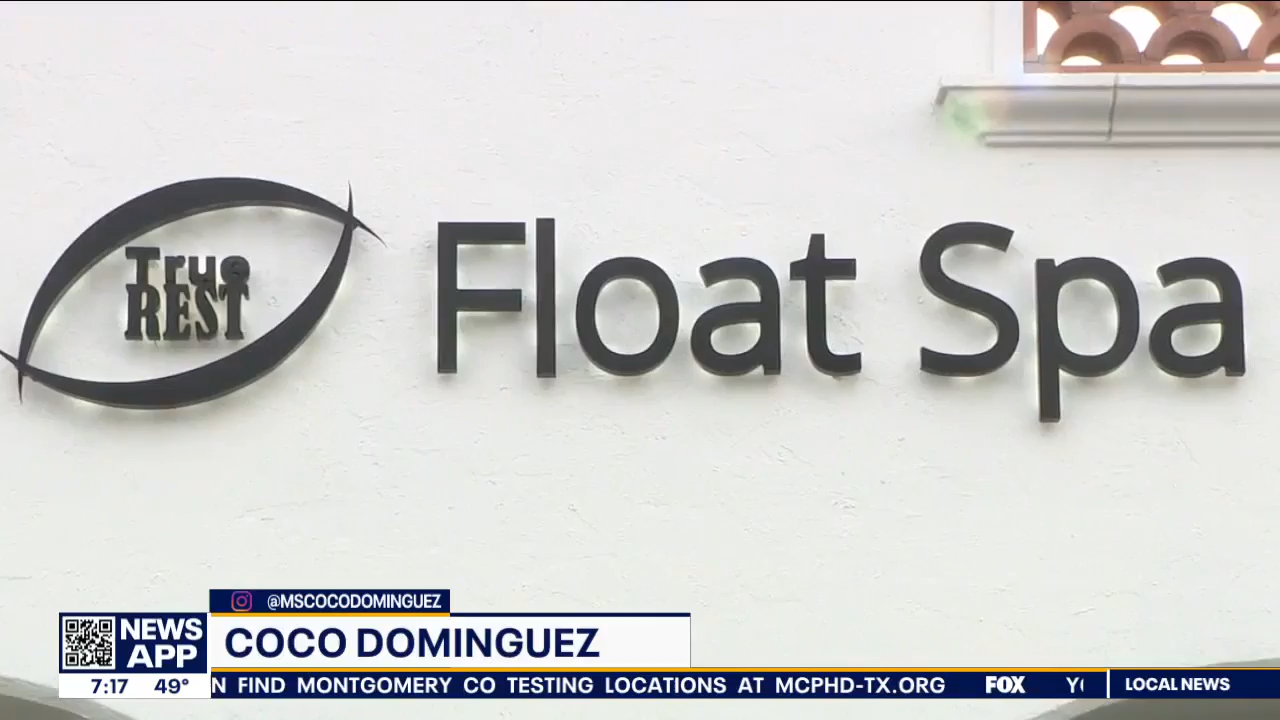 True
REST
Float Spa
@MSCOCODOMINGUEZ
NEWS
APP
COCO DOMINGUEZ
7:17 49°
N FIND MONTGOMERY CO TESTING LOCATIONS AT MCPHD-TX.ORG FOX
LOCAL NEWS